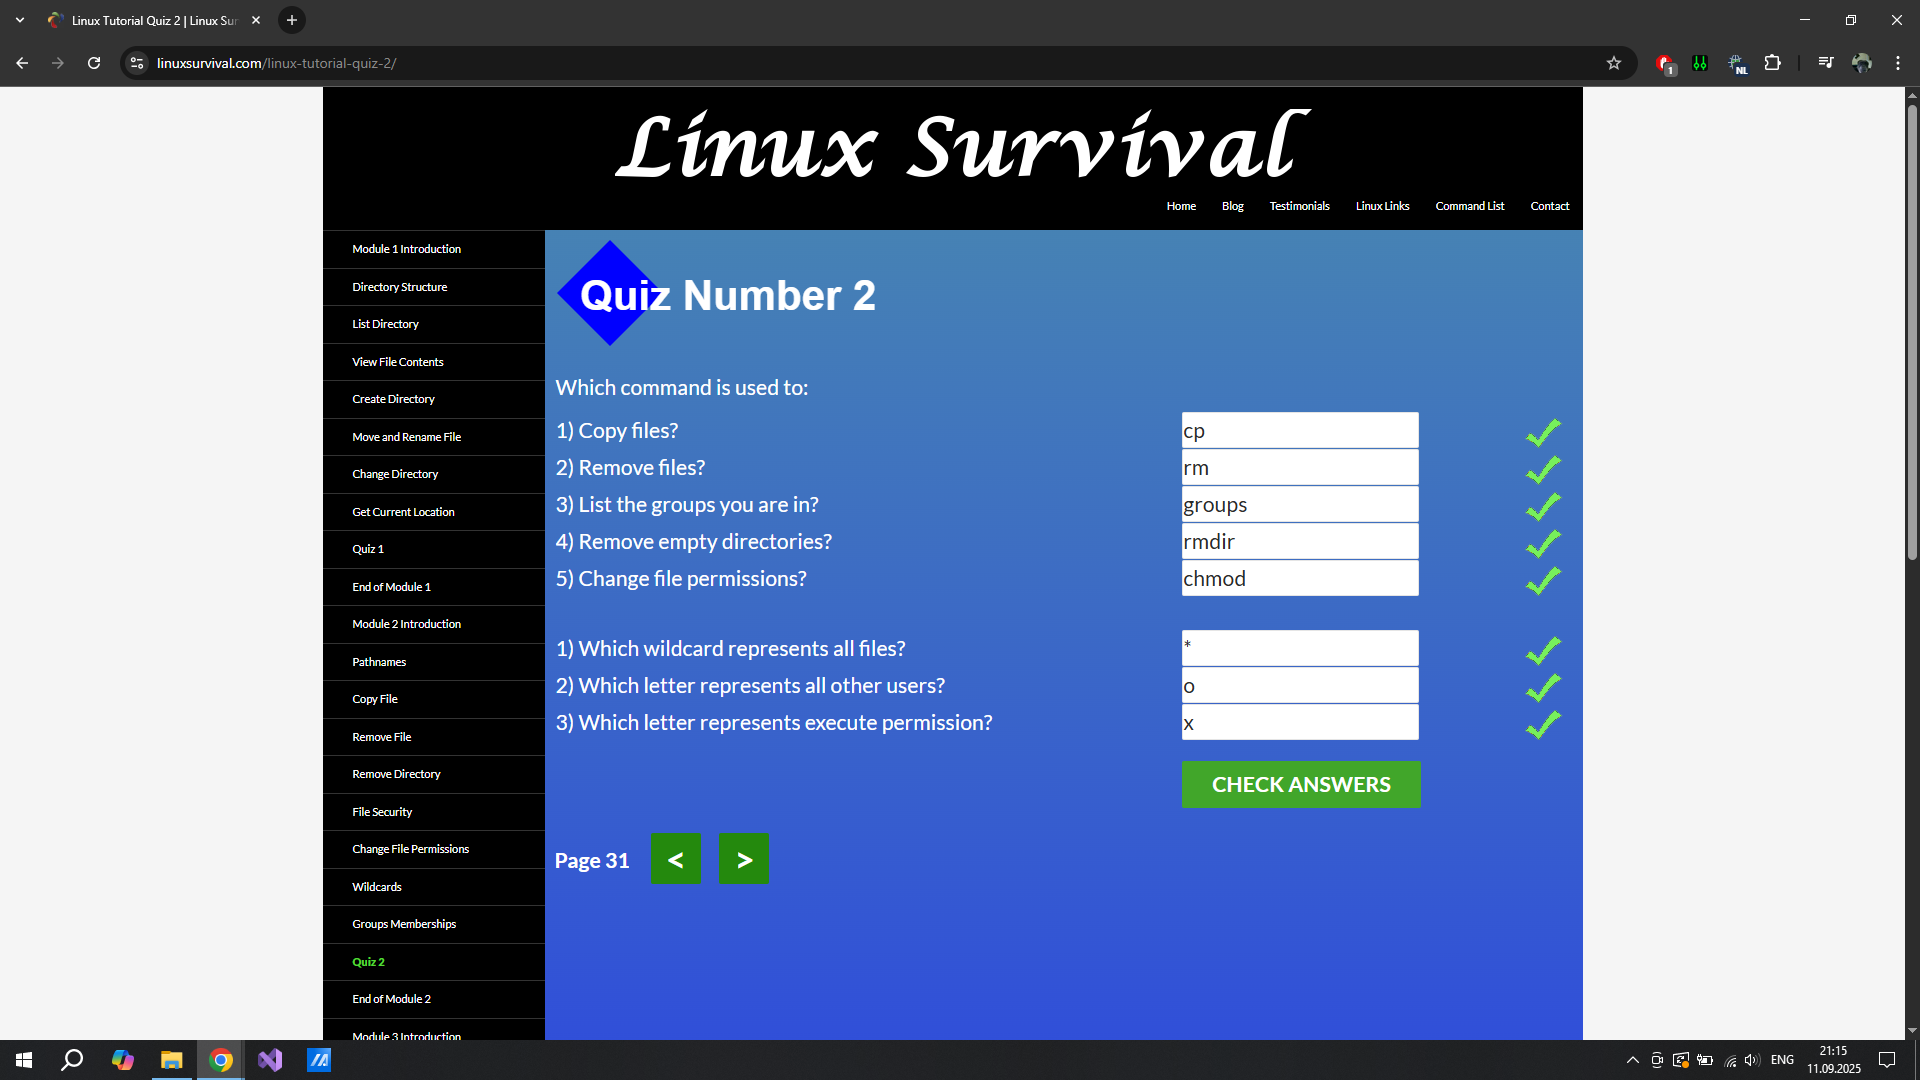 Linux Tutorial Quiz 2 | Linux Sur
linuxsurvival.com/linux-tutorial-quiz-2/
1
NL
Linux Survival
Home Blog Testimonials Linux Links Command List Contact
Module 1 Introduction
Directory Structure
List Directory
View File Contents
Create Directory
Move and Rename File
Change Directory
Get Current Location
Quiz 1
End of Module 1
Module 2 Introduction
Pathnames
Copy File
Remove File
Remove Directory
File Security
Change File Permissions
Wildcards
Groups Memberships
Quiz 2
End of Module 2
Module 3 Introduction
Quiz Number 2
Which command is used to:
1) Copy files? cp
2) Remove files? rm
3) List the groups you are in? groups
4) Remove empty directories? rmdir
5) Change file permissions? chmod
1) Which wildcard represents all files? *
2) Which letter represents all other users? o
3) Which letter represents execute permission? x
CHECK ANSWERS
Page 31 < >
ENG
21:15
11.09.2025